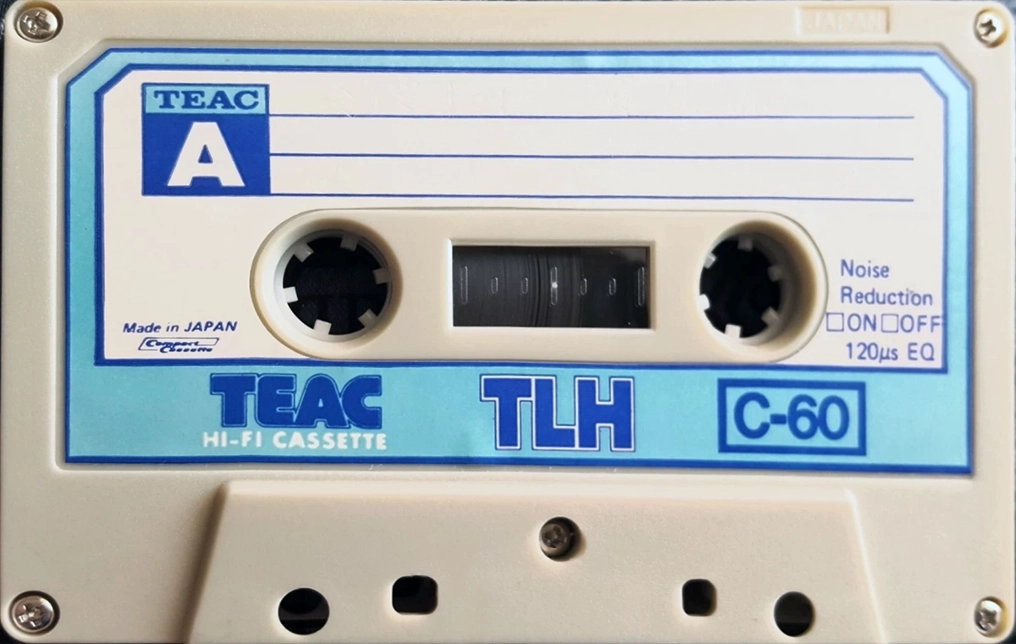 JAPAN
TEAC
A
Noise
Reduction
□ON□OFF
120µs EQ
Made in JAPAN
Compact
Cassette
TEAC
HI-FI CASSETTE
TLH
C-60